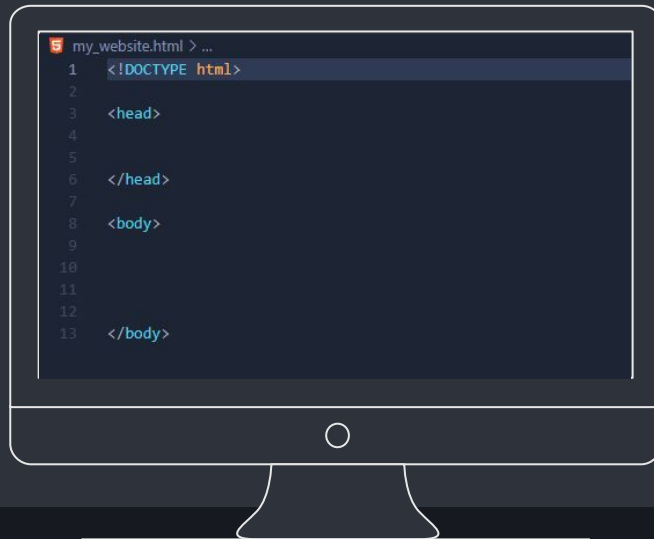 5 my_website.html > ...
1 <!DOCTYPE html>
2
3 <head>
4
5
6 </head>
7
8 <body>
9
10
11
12
13 </body>